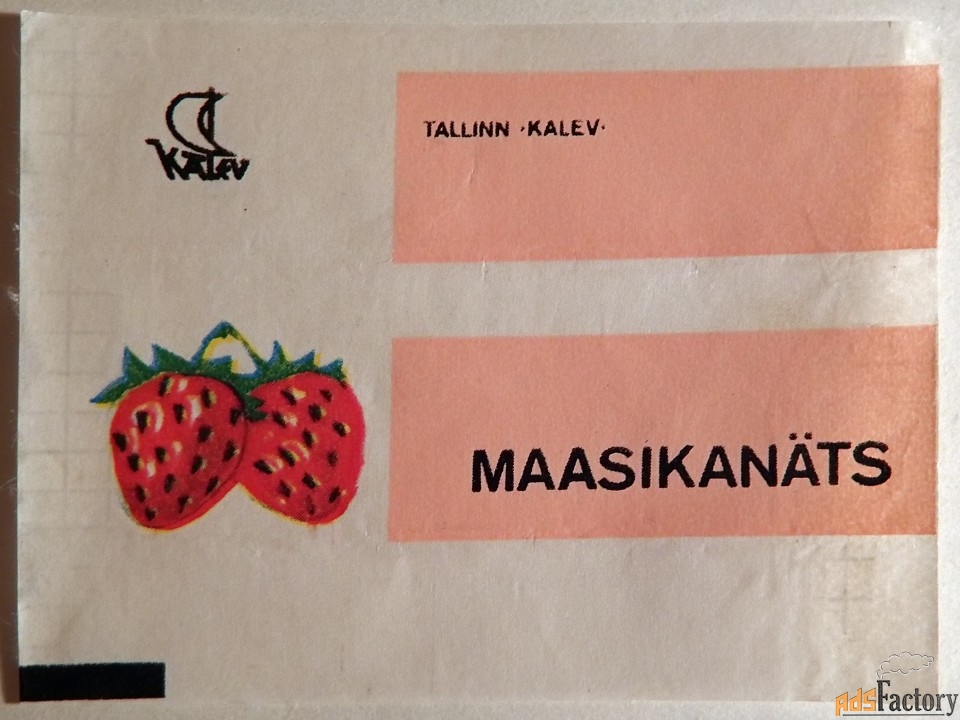 KALEV
TALLINN ·KALEV·
MAASIKANÄTS
AdsFactory